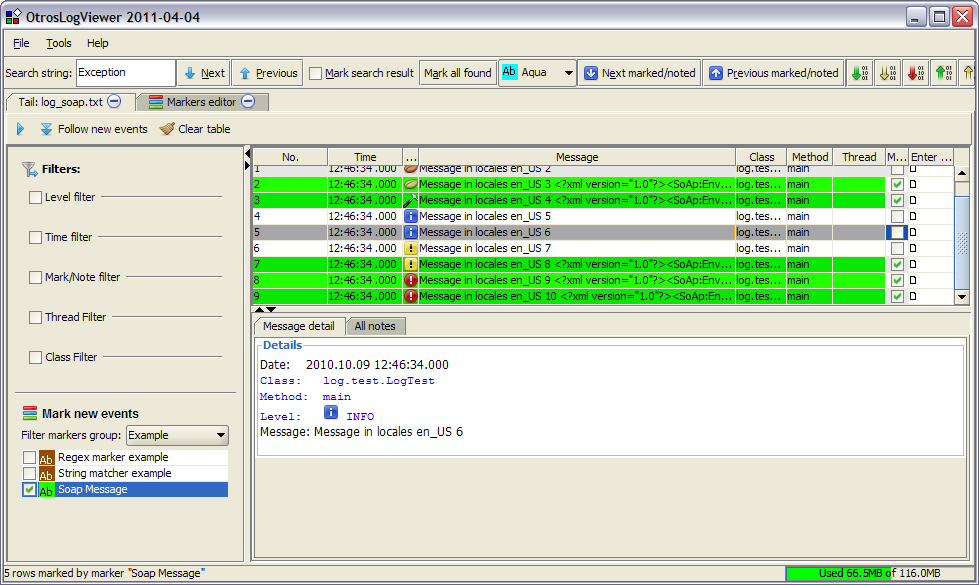 OtrosLogViewer 2011-04-04
File Tools Help
Search string: Exception Next Previous Mark search result Mark all found Ab Aqua Next marked/noted Previous marked/noted
Tail: log_soap.txt Markers editor
Follow new events Clear table
Filters:
Level filter
Time filter
Mark/Note filter
Thread Filter
Class Filter
Mark new events
Filter markers group: Example
Ab Regex marker example
Ab String matcher example
Ab Soap Message
No. Time ... Message Class Method Thread M... Enter ...
1 12:46:34.000 Message in locales en_US 2 log.tes... main D
2 12:46:34.000 Message in locales en_US 3 <?xml version="1.0"?><SoAp:Env... log.tes... main D
3 12:46:34.000 Message in locales en_US 4 <?xml version="1.0"?><SoAp:Env... log.tes... main D
4 12:46:34.000 Message in locales en_US 5 log.tes... main D
5 12:46:34.000 Message in locales en_US 6 log.tes... main D
6 12:46:34.000 Message in locales en_US 7 log.tes... main D
7 12:46:34.000 Message in locales en_US 8 <?xml version="1.0"?><SoAp:Env... log.tes... main D
8 12:46:34.000 Message in locales en_US 9 <?xml version="1.0"?><SoAp:Env... log.tes... main D
9 12:46:34.000 Message in locales en_US 10 <?xml version="1.0"?><SoAp:En... log.tes... main D
Message detail All notes
Details
Date: 2010.10.09 12:46:34.000
Class: log.test.LogTest
Method: main
Level: INFO
Message: Message in locales en_US 6
5 rows marked by marker "Soap Message" Used 66.5MB of 116.0MB